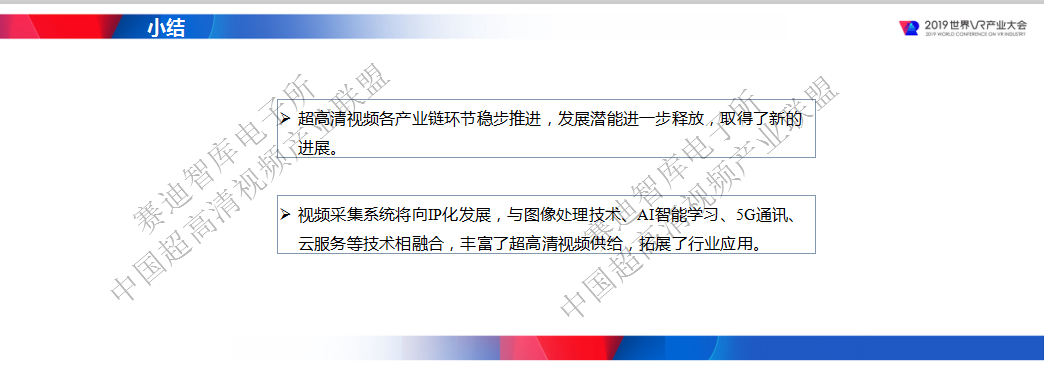 小结
2019世界VR产业大会
2019 WORLD CONFERENCE ON VR INDUSTRY
➢ 超高清视频各产业链环节稳步推进，发展潜能进一步释放，取得了新的
进展。
➢ 视频采集系统将向IP化发展，与图像处理技术、AI智能学习、5G通讯、
云服务等技术相融合，丰富了超高清视频供给，拓展了行业应用。
赛迪智库电子所
中国超高清视频产业联盟
赛迪智库电子所
中国超高清视频产业联盟